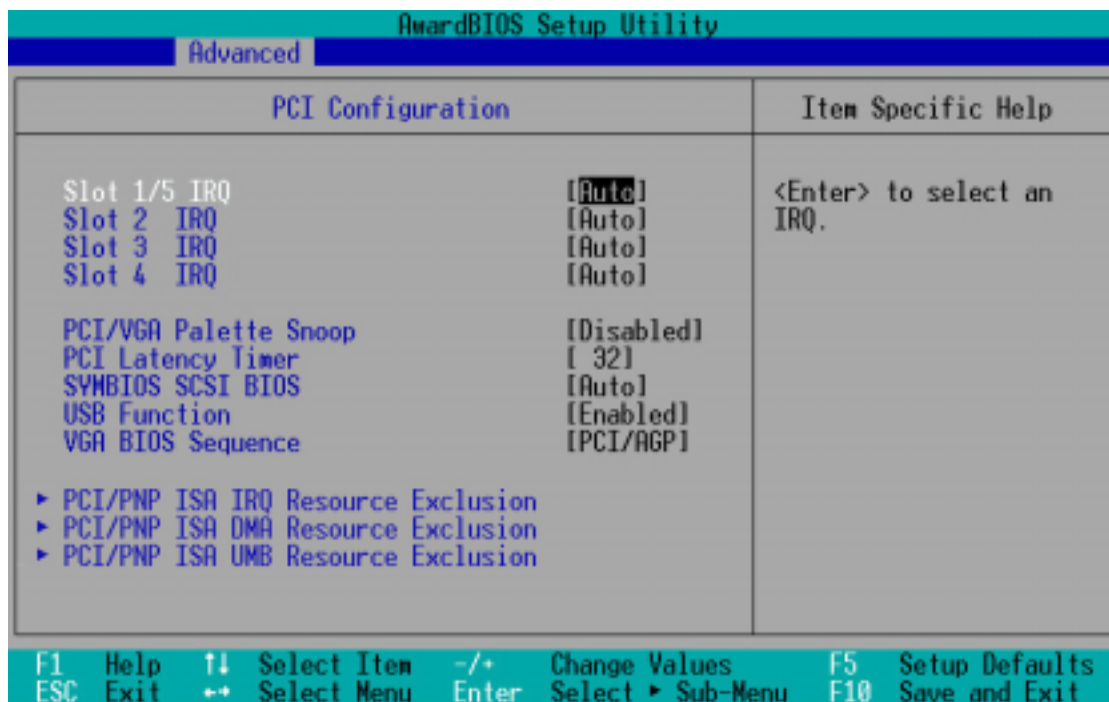 AwardBIOS Setup Utility
Advanced
PCI Configuration
Item Specific Help
Slot 1/5 IRQ [Auto]
Slot 2 IRQ [Auto]
Slot 3 IRQ [Auto]
Slot 4 IRQ [Auto]
PCI/VGA Palette Snoop [Disabled]
PCI Latency Timer [ 32]
SYMBIOS SCSI BIOS [Auto]
USB Function [Enabled]
VGA BIOS Sequence [PCI/AGP]
▸ PCI/PNP ISA IRQ Resource Exclusion
▸ PCI/PNP ISA DMA Resource Exclusion
▸ PCI/PNP ISA UMB Resource Exclusion
<Enter> to select an
IRQ.
F1 Help ↑↓ Select Item -/+ Change Values F5 Setup Defaults
ESC Exit ←→ Select Menu Enter Select ▸ Sub-Menu F10 Save and Exit